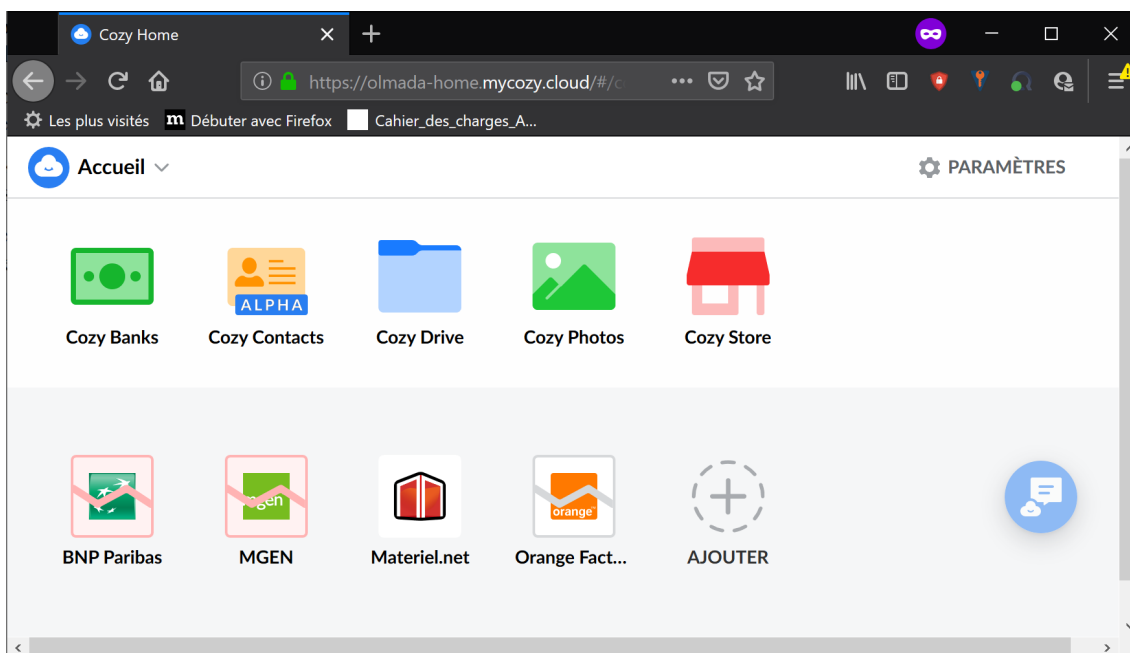 Cozy Home
https://olmada-home.mycozy.cloud/#/c
Les plus visités m Débuter avec Firefox Cahier_des_charges_A...
Accueil PARAMÈTRES
ALPHA
Cozy Banks Cozy Contacts Cozy Drive Cozy Photos Cozy Store
mgen orange
BNP Paribas MGEN Materiel.net Orange Fact... AJOUTER